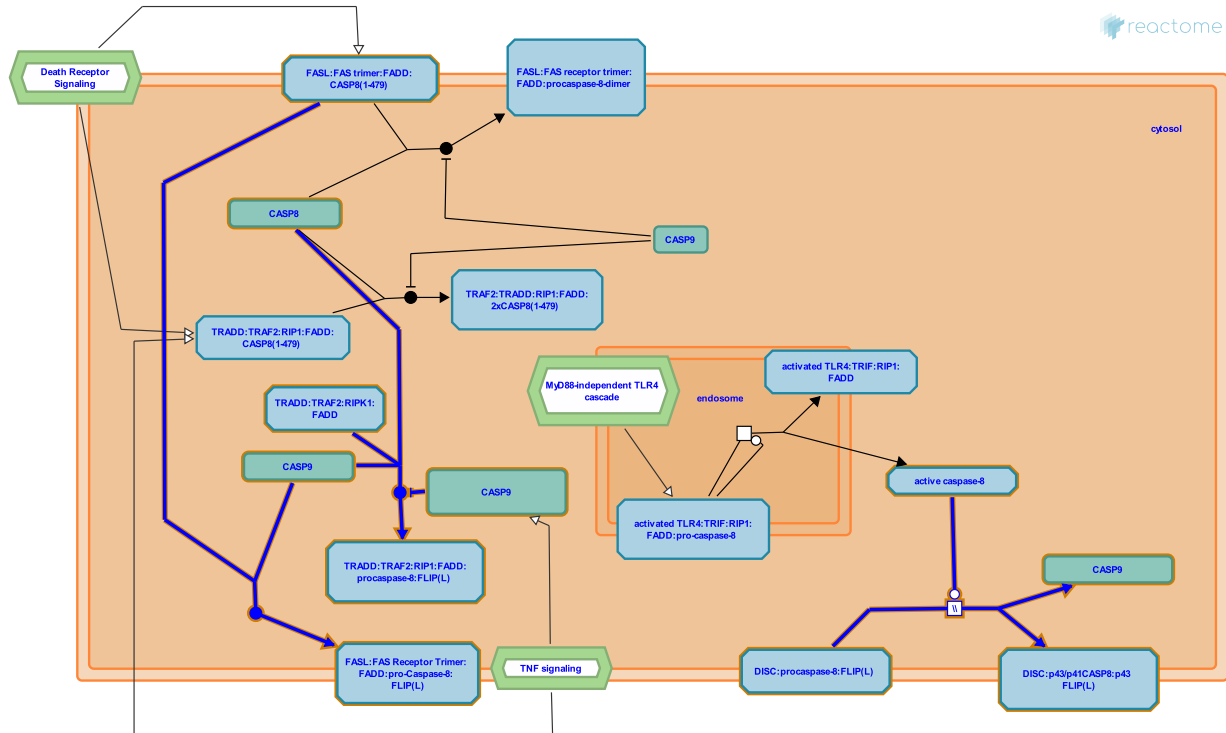 reactome
Death Receptor
Signaling
FASL:FAS trimer:FADD:
CASP8(1-479)
FASL:FAS receptor trimer:
FADD:procaspase-8-dimer
cytosol
CASP8
CASP9
TRAF2:TRADD:RIP1:FADD:
2xCASP8(1-479)
TRADD:TRAF2:RIP1:FADD:
CASP8(1-479)
activated TLR4:TRIF:RIP1:
FADD
MyD88-independent TLR4
cascade
endosome
TRADD:TRAF2:RIPK1:
FADD
CASP9
CASP9
active caspase-8
activated TLR4:TRIF:RIP1:
FADD:pro-caspase-8
TRADD:TRAF2:RIP1:FADD:
procaspase-8:FLIP(L)
CASP9
\\
FASL:FAS Receptor Trimer:
FADD:pro-Caspase-8:
FLIP(L)
TNF signaling
DISC:procaspase-8:FLIP(L)
DISC:p43/p41CASP8:p43
FLIP(L)